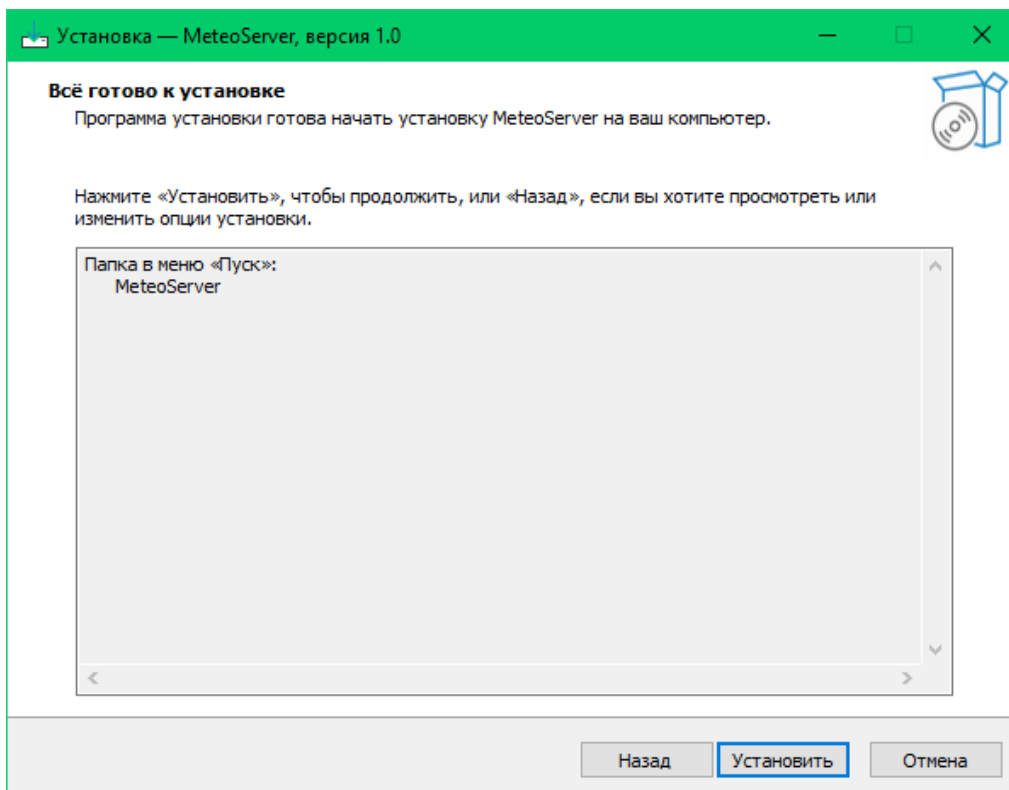 Установка — MeteoServer, версия 1.0
Всё готово к установке
Программа установки готова начать установку MeteoServer на ваш компьютер.
Нажмите «Установить», чтобы продолжить, или «Назад», если вы хотите просмотреть или
изменить опции установки.
Папка в меню «Пуск»:
MeteoServer
Назад
Установить
Отмена